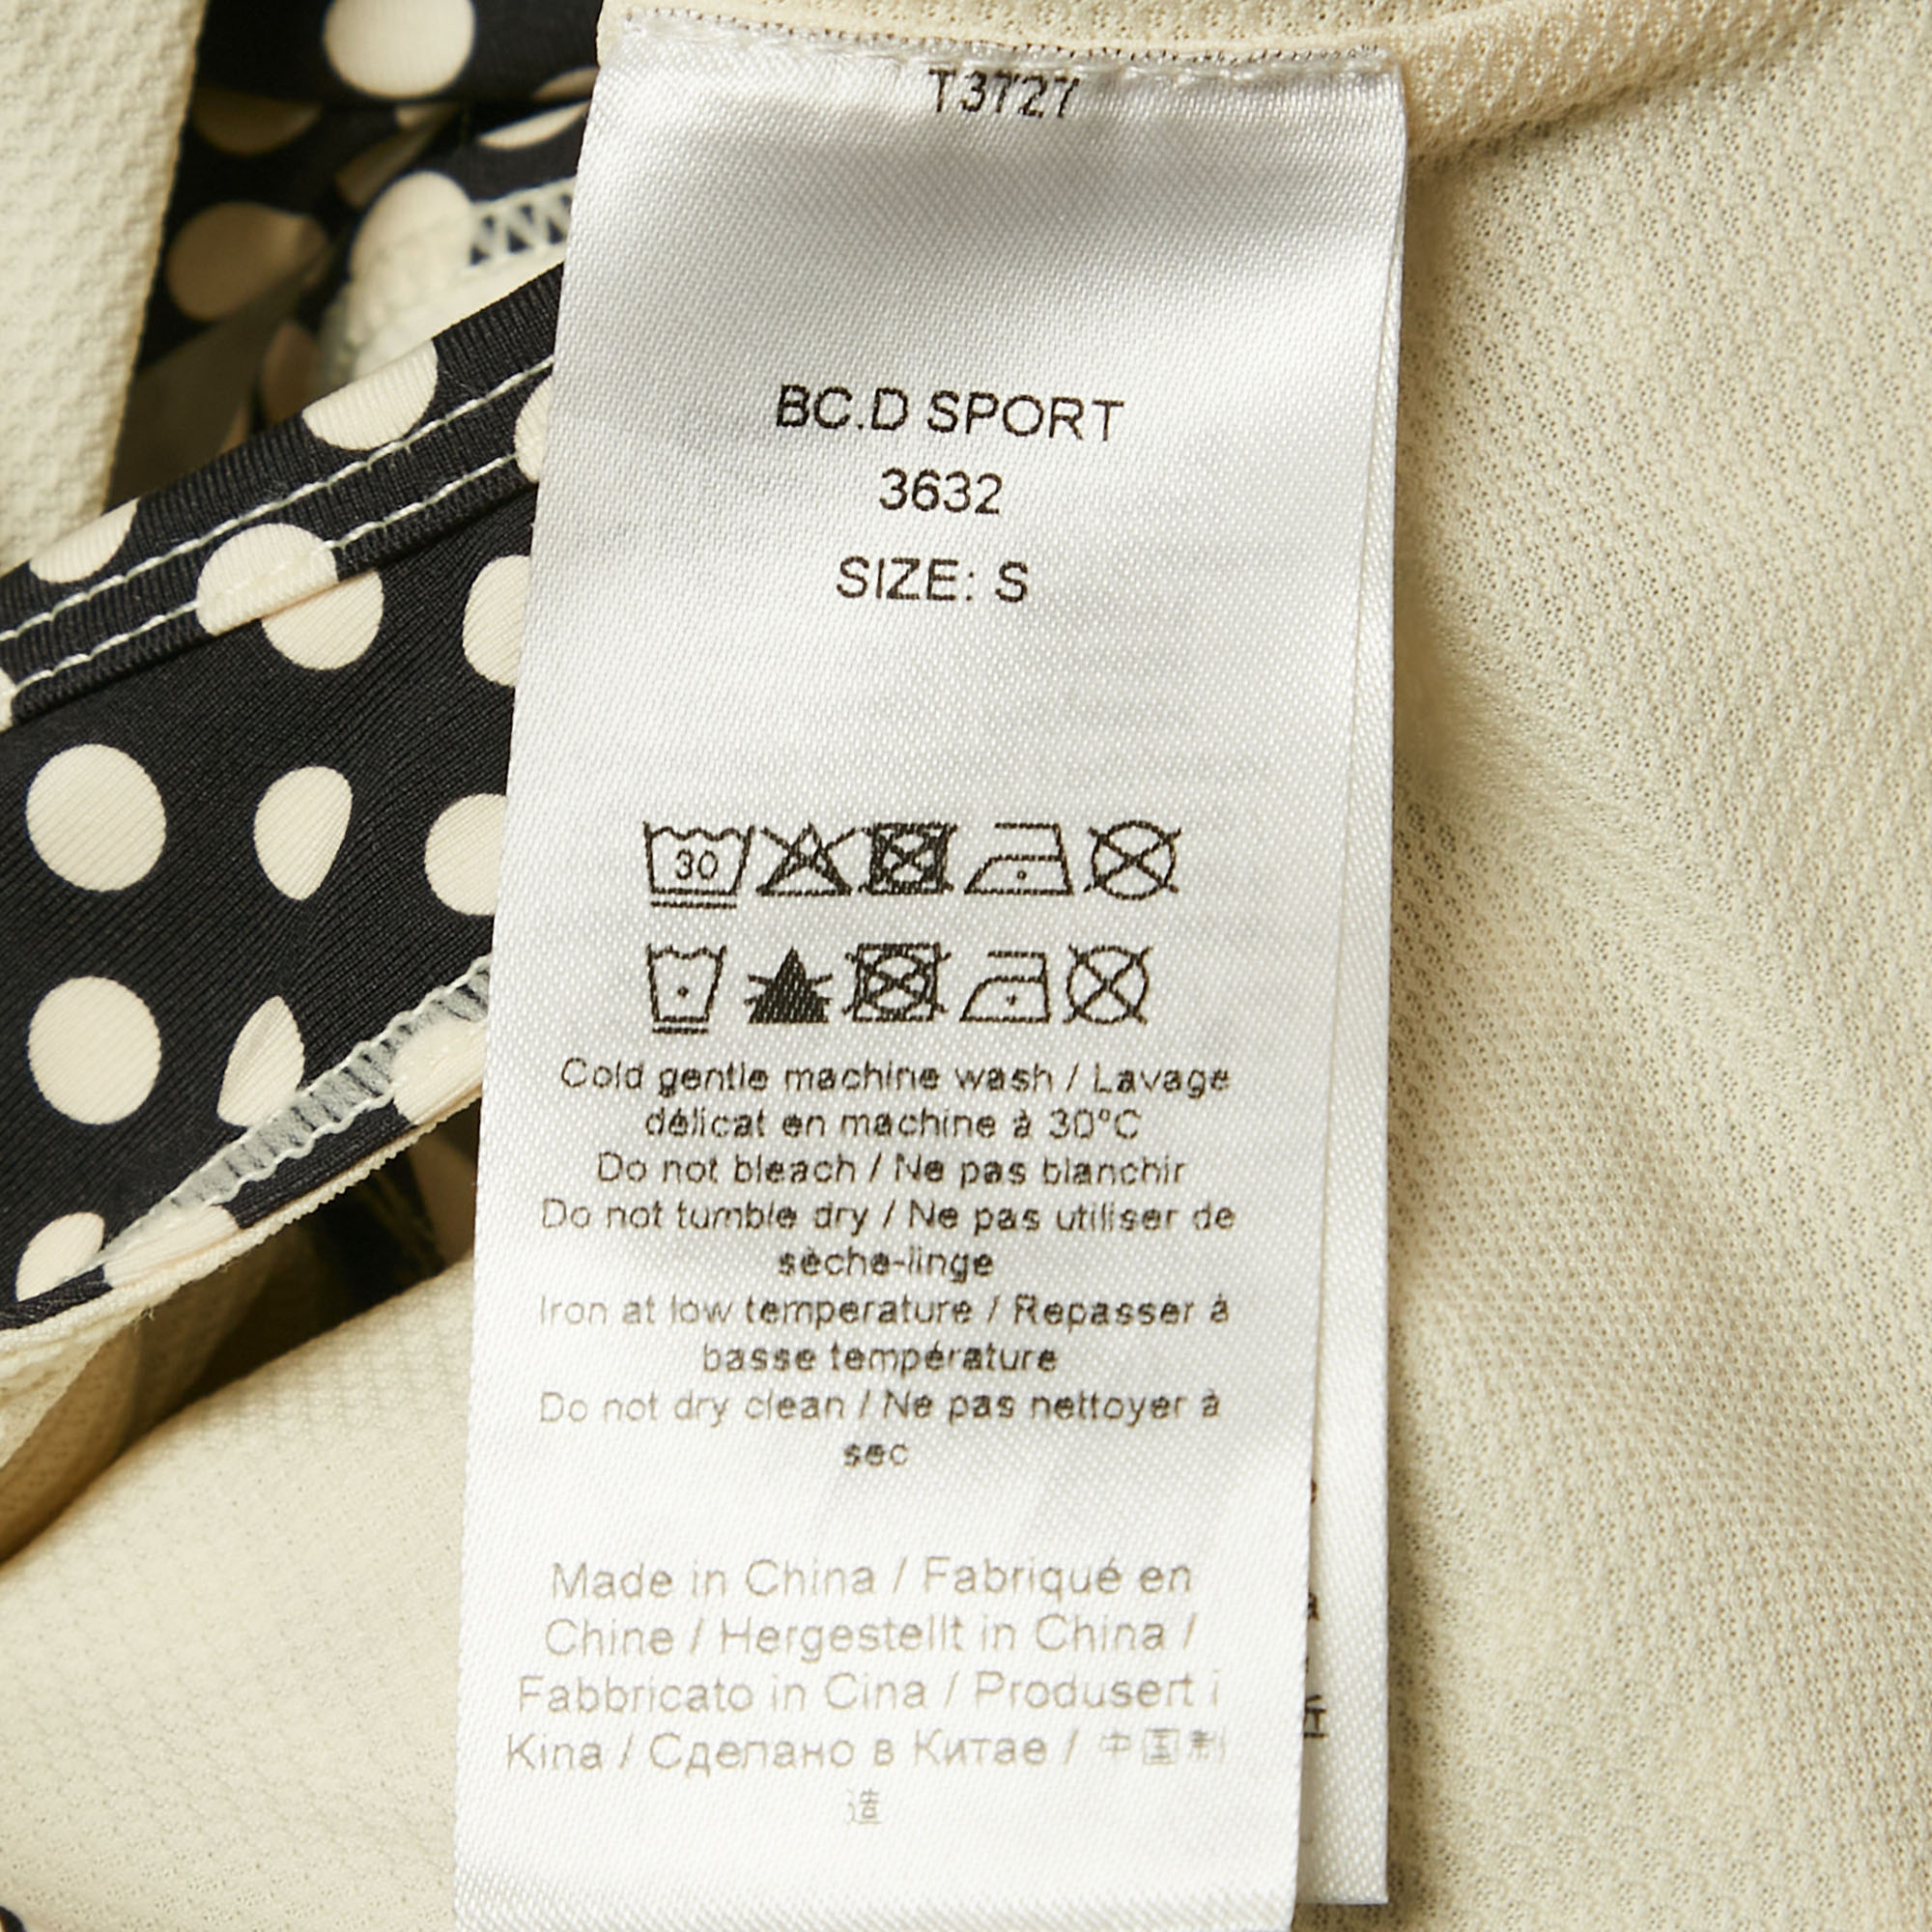 T3727
BC.D SPORT
3632
SIZE: S
30
Cold gentle machine wash / Lavage
délicat en machine à 30°C
Do not bleach / Ne pas blanchir
Do not tumble dry / Ne pas utiliser de
sèche-linge
Iron at low temperature / Repasser à
basse température
Do not dry clean / Ne pas nettoyer à
sec
Made in China / Fabriqué en
Chine / Hergestellt in China /
Fabbricato in Cina / Produsert i
Kina / Сделано в Китае / 中国制
造